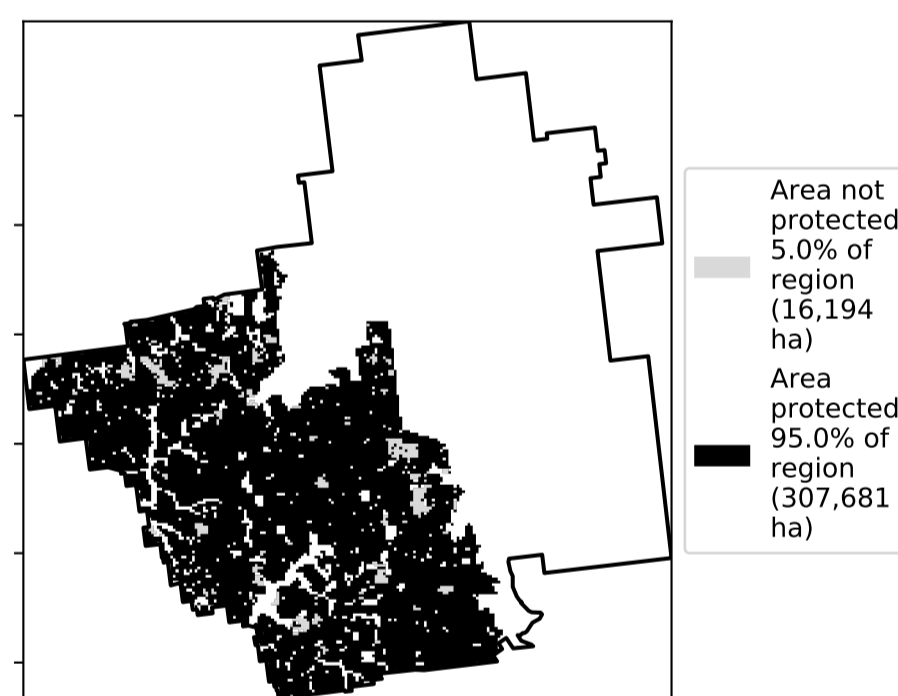 Area not
protected
5.0% of
region
(16,194
ha)
Area
protected
95.0% of
region
(307,681
ha)